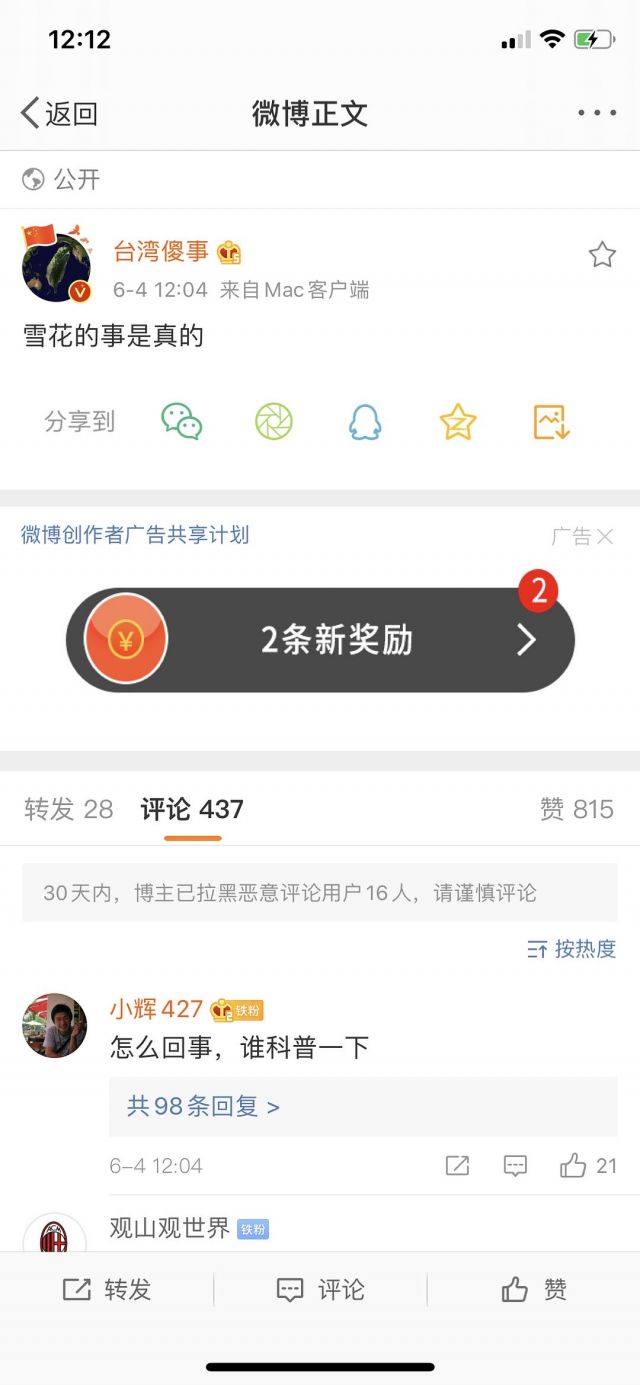 12:12
返回
微博正文
公开
台湾傻事
6-4 12:04 来自Mac客户端
雪花的事是真的
分享到
微博创作者广告共享计划
广告
2条新奖励
2
转发 28
评论 437
赞 815
30天内，博主已拉黑恶意评论用户16人，请谨慎评论
按热度
小辉427
铁粉
怎么回事，谁科普一下
共98条回复 >
6-4 12:04
21
观山观世界
铁粉
转发
评论
赞